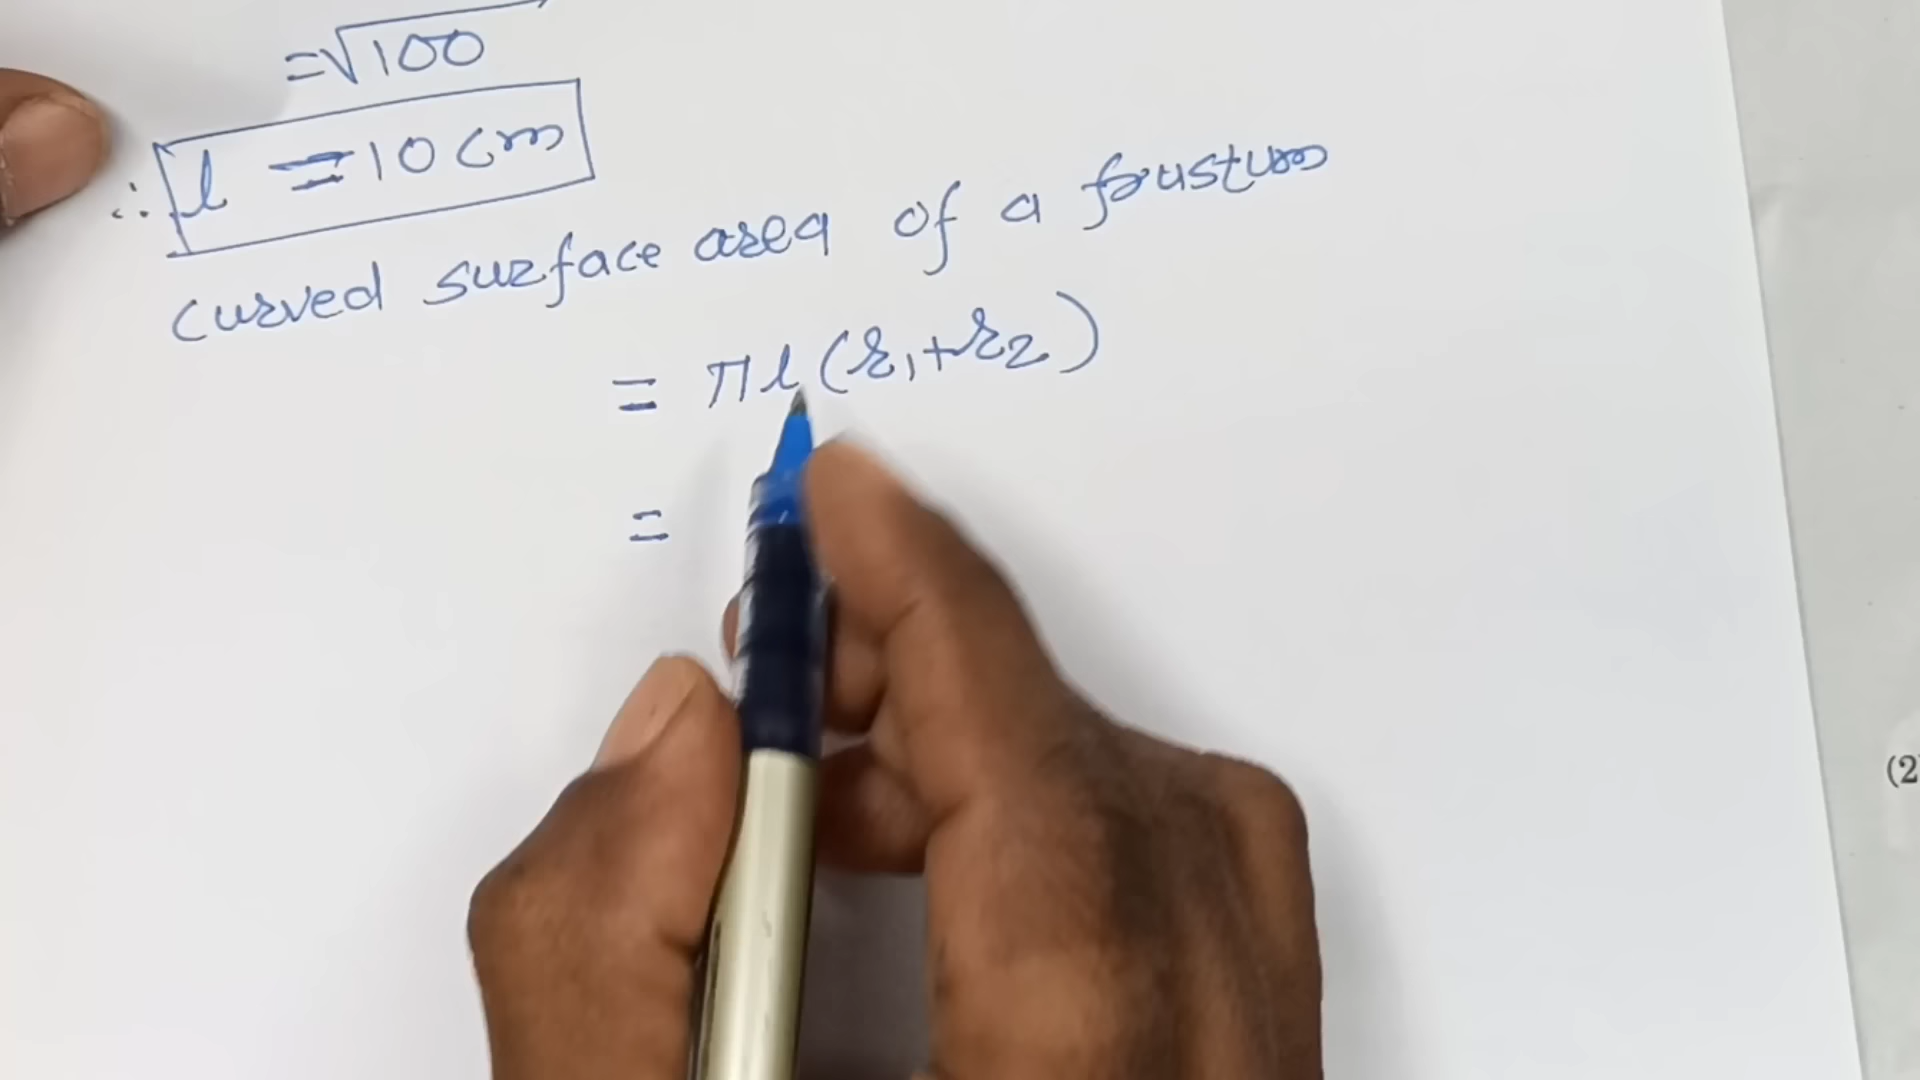 =√100
∴ l = 10 cm
curved surface area of a frustum
= πl(r₁+r₂)
=
(2